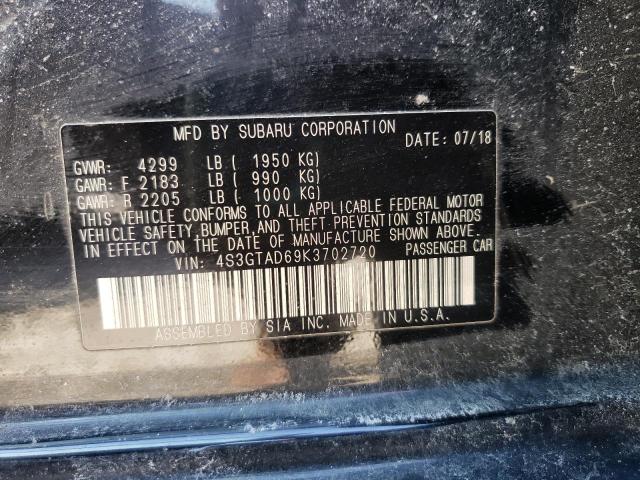 MFD BY SUBARU CORPORATION
DATE: 07/18
GVWR: 4299 LB ( 1950 KG)
GAWR: F 2183 LB ( 990 KG)
GAWR: R 2205 LB ( 1000 KG)
THIS VEHICLE CONFORMS TO ALL APPLICABLE FEDERAL MOTOR
VEHICLE SAFETY,BUMPER,AND THEFT PREVENTION STANDARDS
IN EFFECT ON THE DATE OF MANUFACTURE SHOWN ABOVE.
VIN: 4S3GTAD69K3702720 PASSENGER CAR
ASSEMBLED BY SIA INC. MADE IN U.S.A.